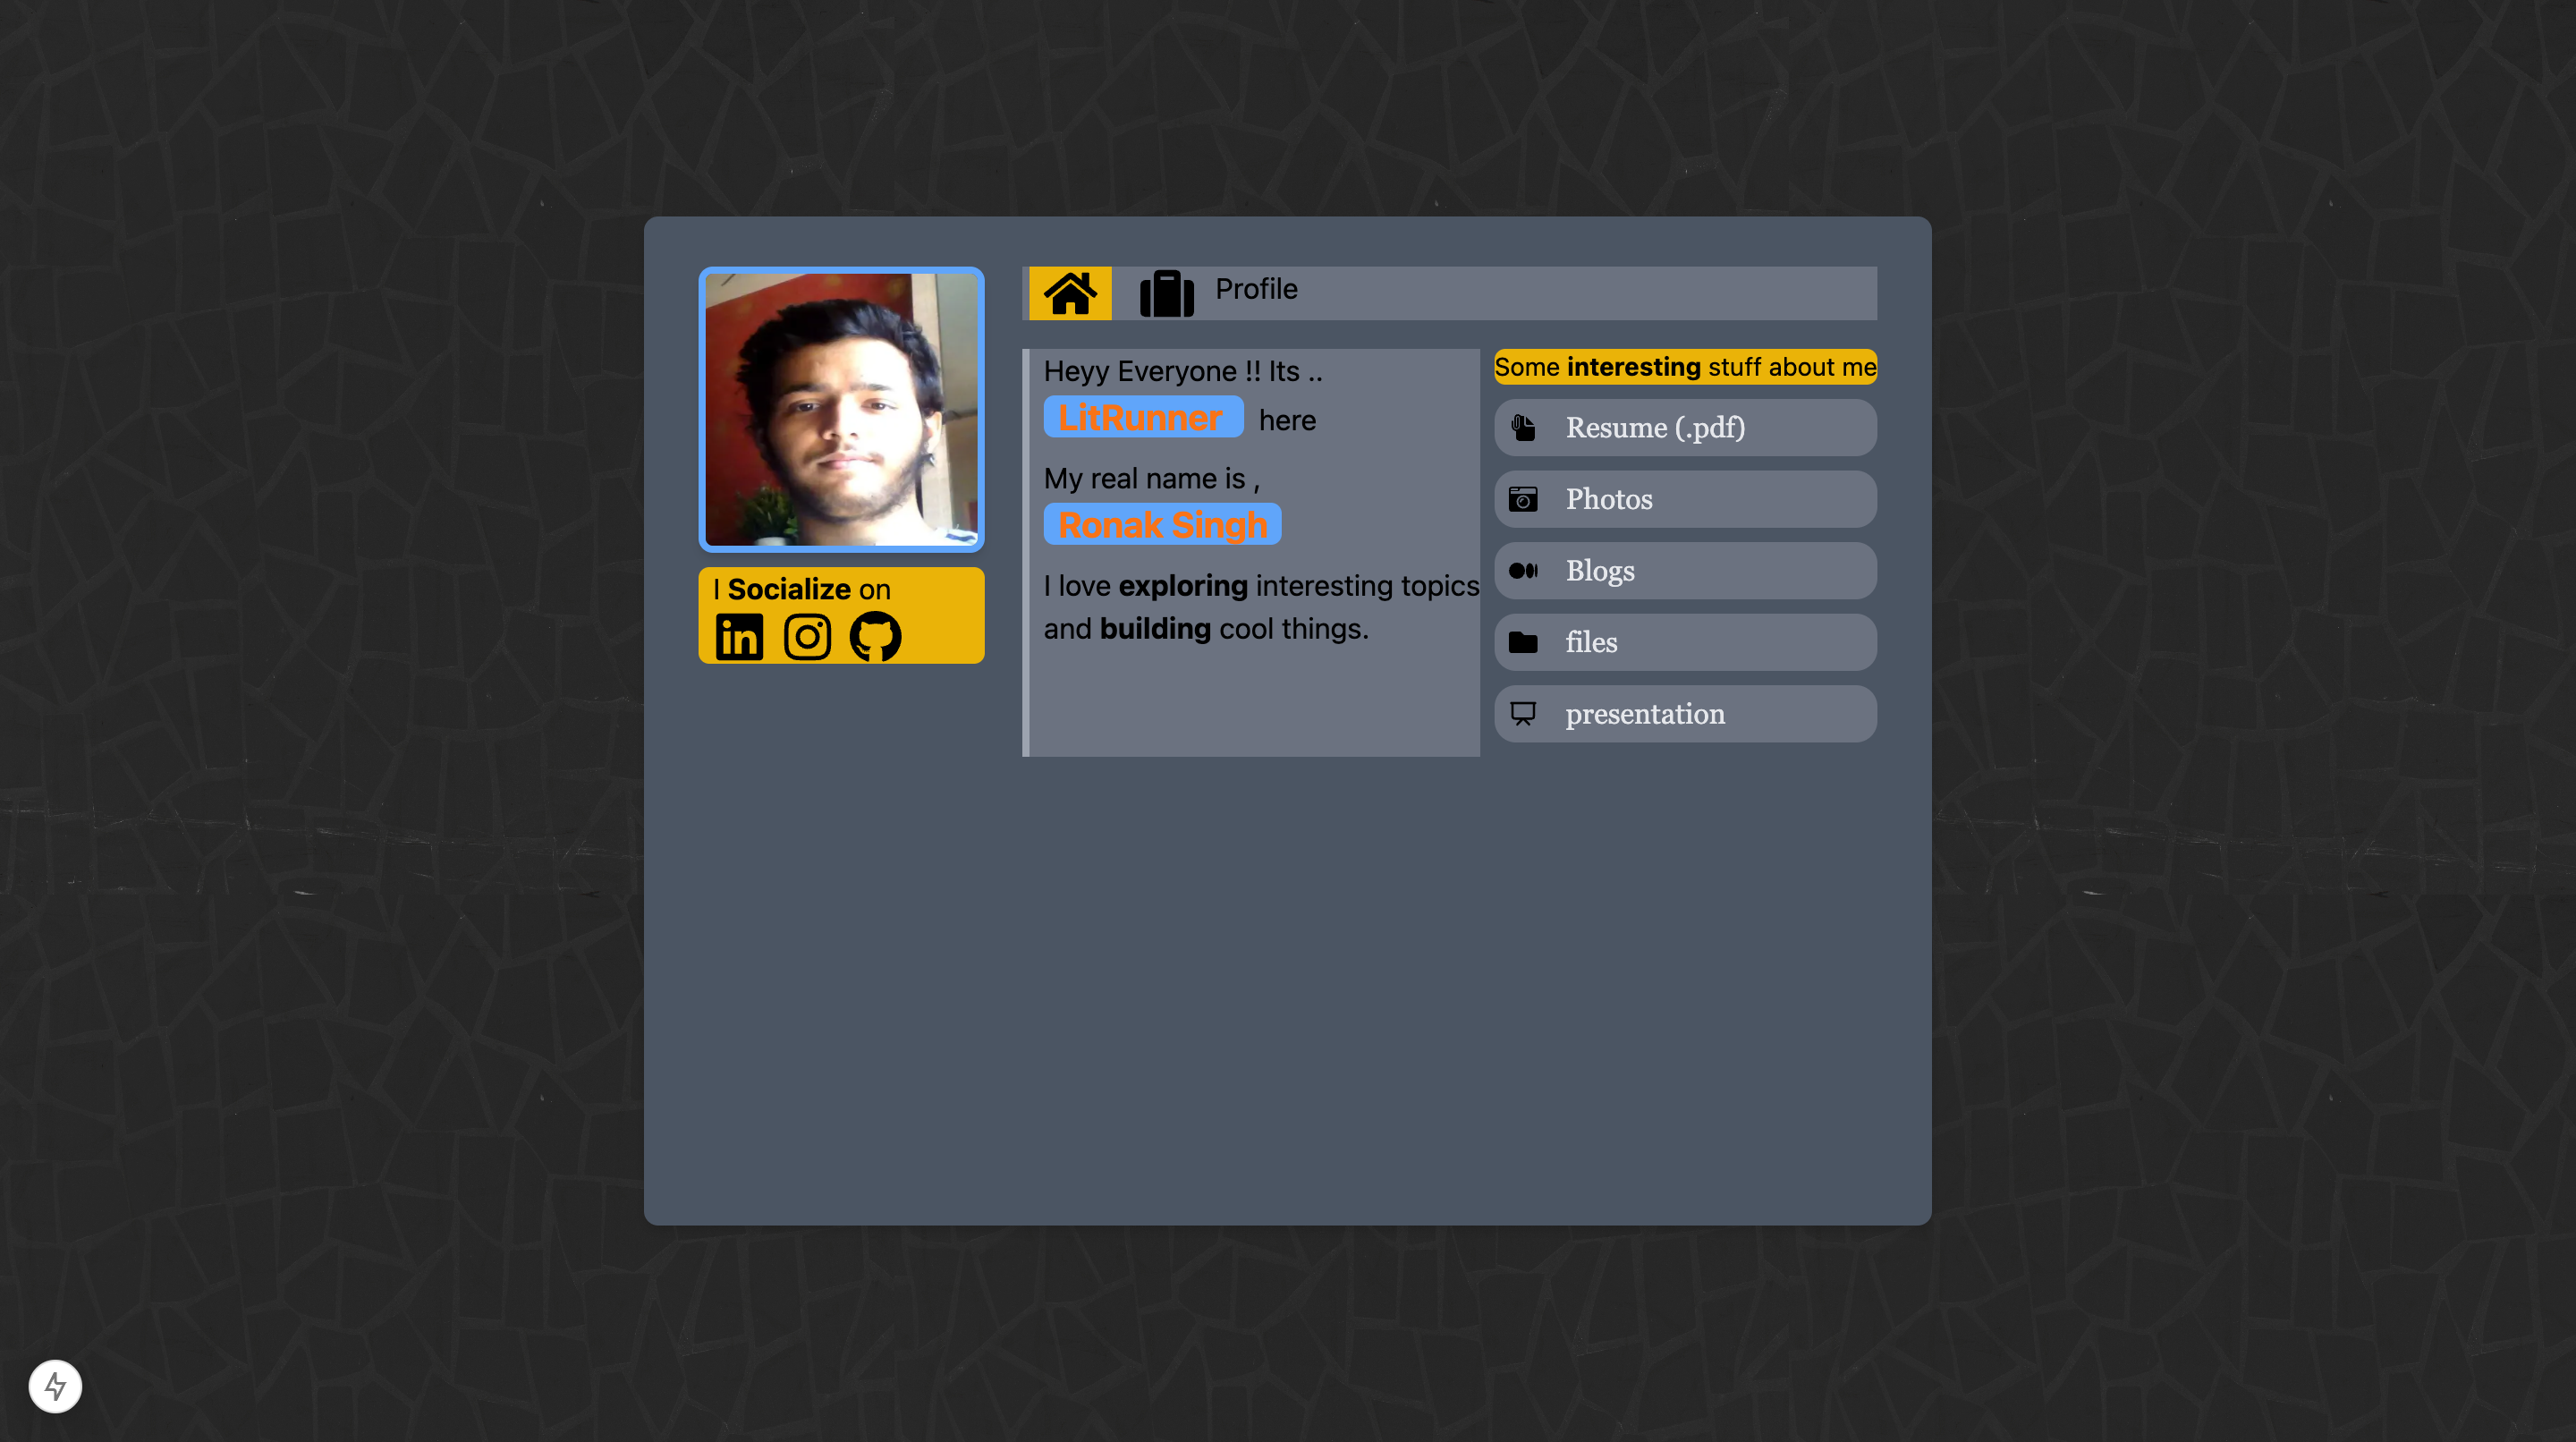 Profile
Heyy Everyone !! Its ..
LitRunner here
My real name is ,
Ronak Singh
I love exploring interesting topics
and building cool things.
Some interesting stuff about me
Resume (.pdf)
Photos
Blogs
files
presentation
I Socialize on
in